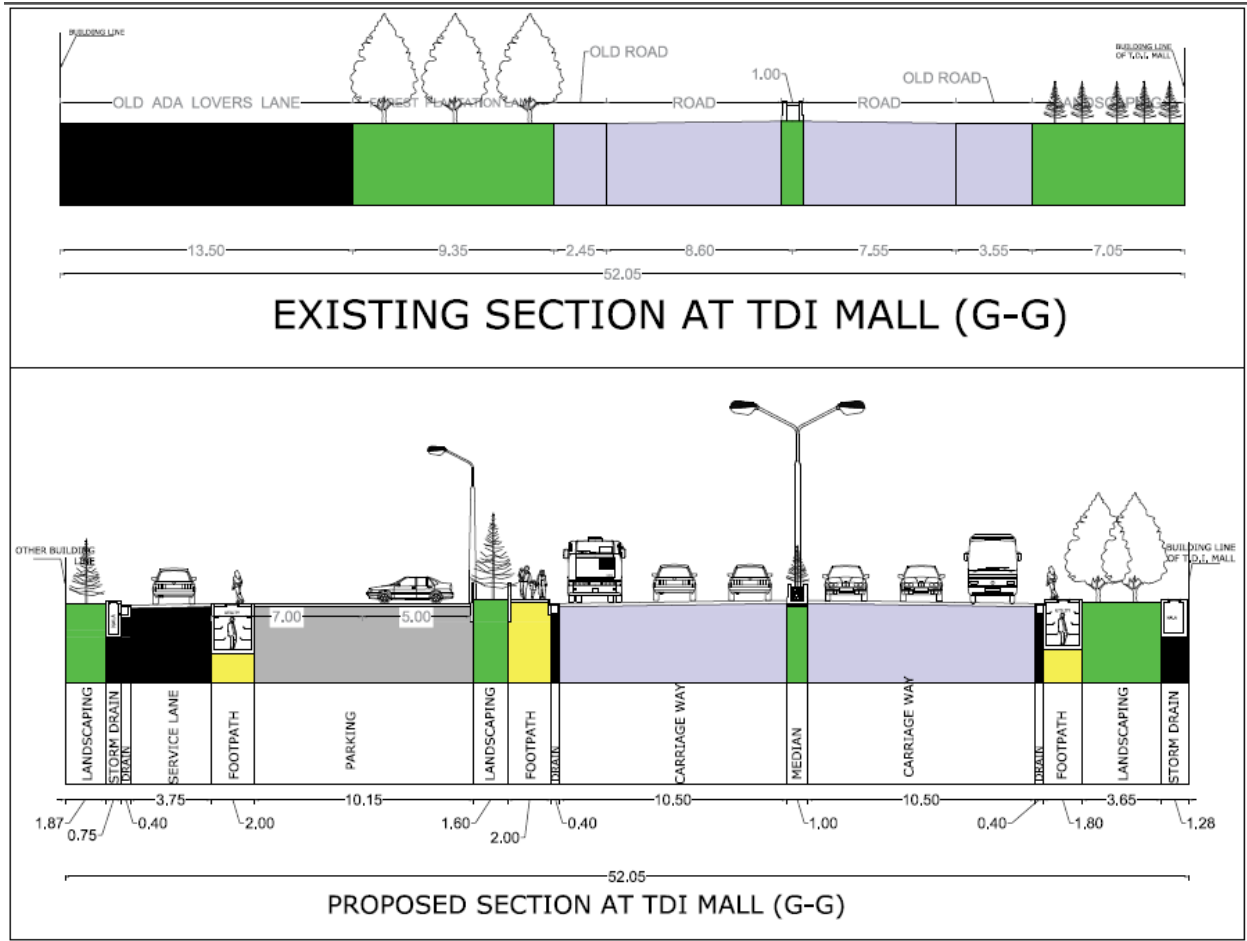 BUILDING LINE
BUILDING LINE
OF T.D.I. MALL
OLD ROAD
1.00
OLD ROAD
OLD ADA LOVERS LANE
FOREST PLANTATION LAND
ROAD
ROAD
LANDSCAPING
13.50
9.35
2.45
8.60
7.55
3.55
7.05
52.05
EXISTING SECTION AT TDI MALL (G-G)
OTHER BUILDING
LINE
BUILDING LINE
OF T.D.I. MALL
7.00
5.00
LANDSCAPING
STORM DRAIN
DRAIN
SERVICE LANE
FOOTPATH
PARKING
LANDSCAPING
FOOTPATH
DRAIN
CARRIAGE WAY
MEDIAN
CARRIAGE WAY
DRAIN
FOOTPATH
LANDSCAPING
STORM DRAIN
1.87
0.75
0.40
3.75
2.00
10.15
1.60
2.00
0.40
10.50
1.00
10.50
0.40
1.80
3.65
1.28
52.05
PROPOSED SECTION AT TDI MALL (G-G)